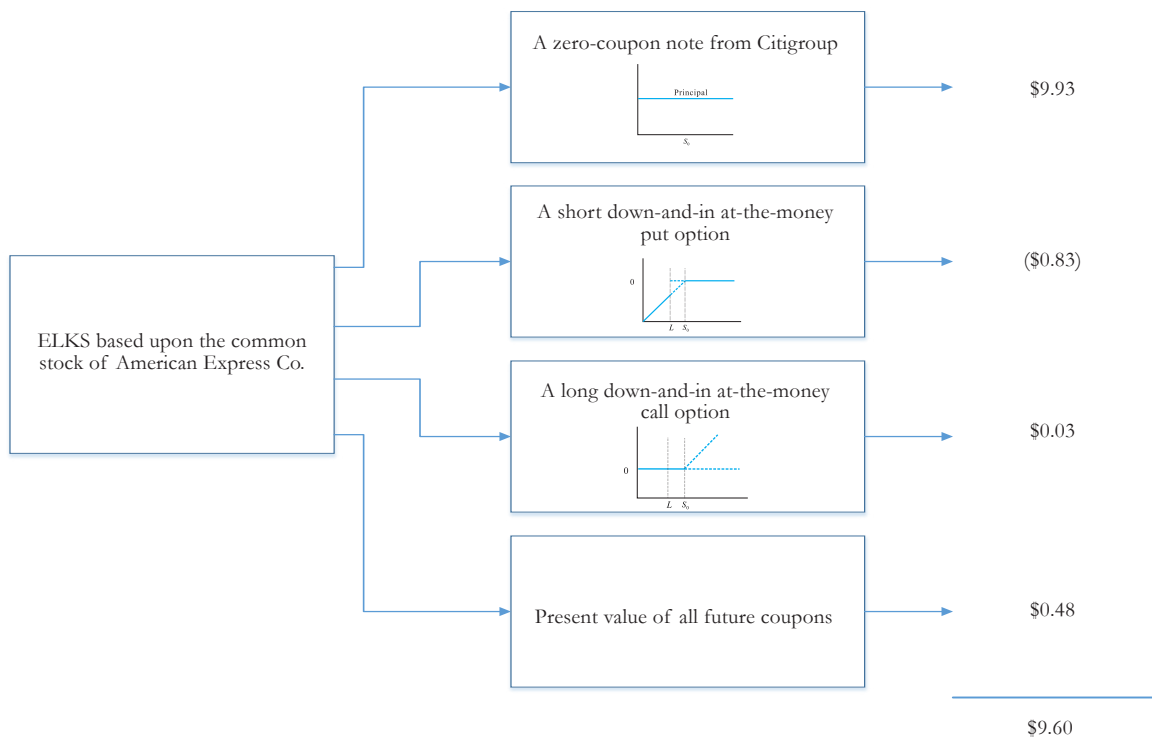 A zero-coupon note from Citigroup
Principal
S₀
$9.93
A short down-and-in at-the-money
put option
0
L
S₀
($0.83)
ELKS based upon the common
stock of American Express Co.
A long down-and-in at-the-money
call option
0
L
S₀
$0.03
Present value of all future coupons
$0.48
$9.60